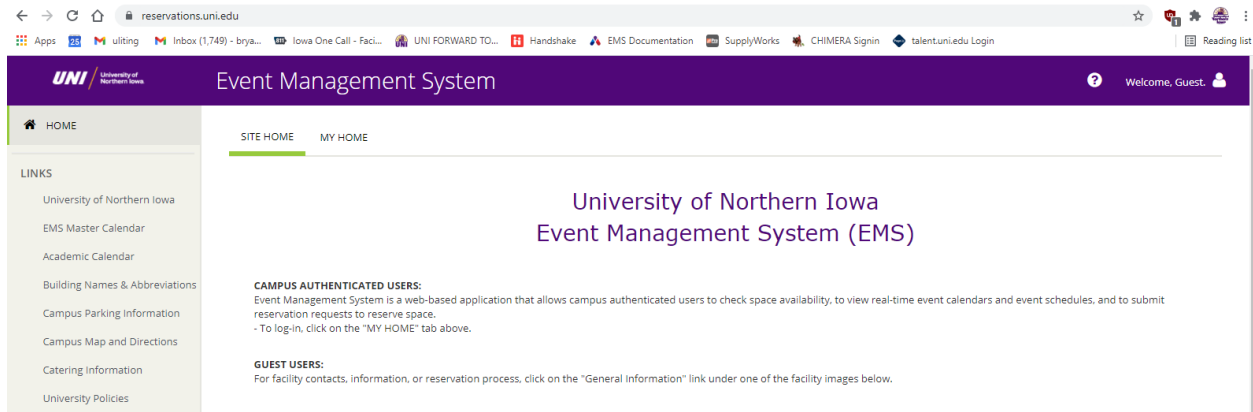 reservations.uni.edu
Apps 25 uliting Inbox (1,749) - brya... Iowa One Call - Faci... UNI FORWARD TO... Handshake EMS Documentation SupplyWorks CHIMERA Signin talent.uni.edu Login Reading list
UNI University of Northern Iowa Event Management System Welcome, Guest.
HOME
SITE HOME MY HOME
LINKS
University of Northern Iowa
EMS Master Calendar
Academic Calendar
Building Names & Abbreviations
Campus Parking Information
Campus Map and Directions
Catering Information
University Policies
University of Northern Iowa
Event Management System (EMS)
CAMPUS AUTHENTICATED USERS:
Event Management System is a web-based application that allows campus authenticated users to check space availability, to view real-time event calendars and event schedules, and to submit
reservation requests to reserve space.
- To log-in, click on the "MY HOME" tab above.
GUEST USERS:
For facility contacts, information, or reservation process, click on the "General Information" link under one of the facility images below.